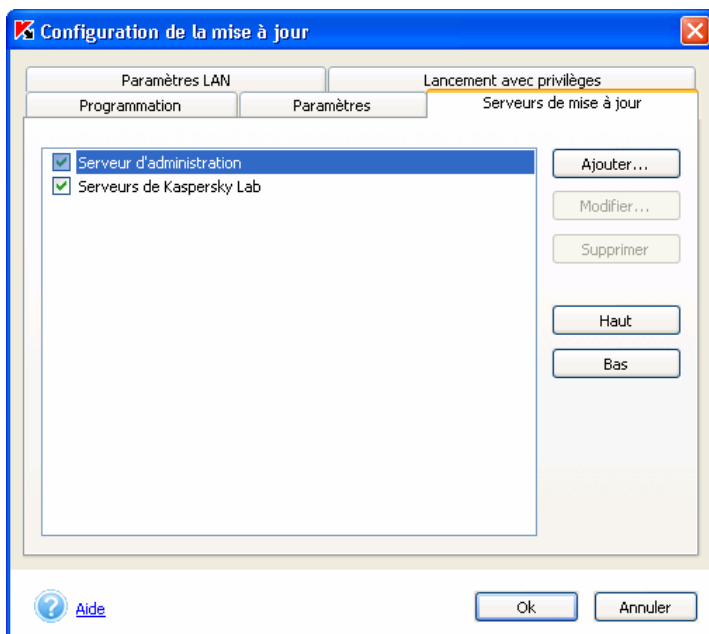 Configuration de la mise à jour
Paramètres LAN
Lancement avec privilèges
Programmation
Paramètres
Serveurs de mise à jour
Serveur d'administration
Serveurs de Kaspersky Lab
Ajouter...
Modifier...
Supprimer
Haut
Bas
Aide
Ok
Annuler